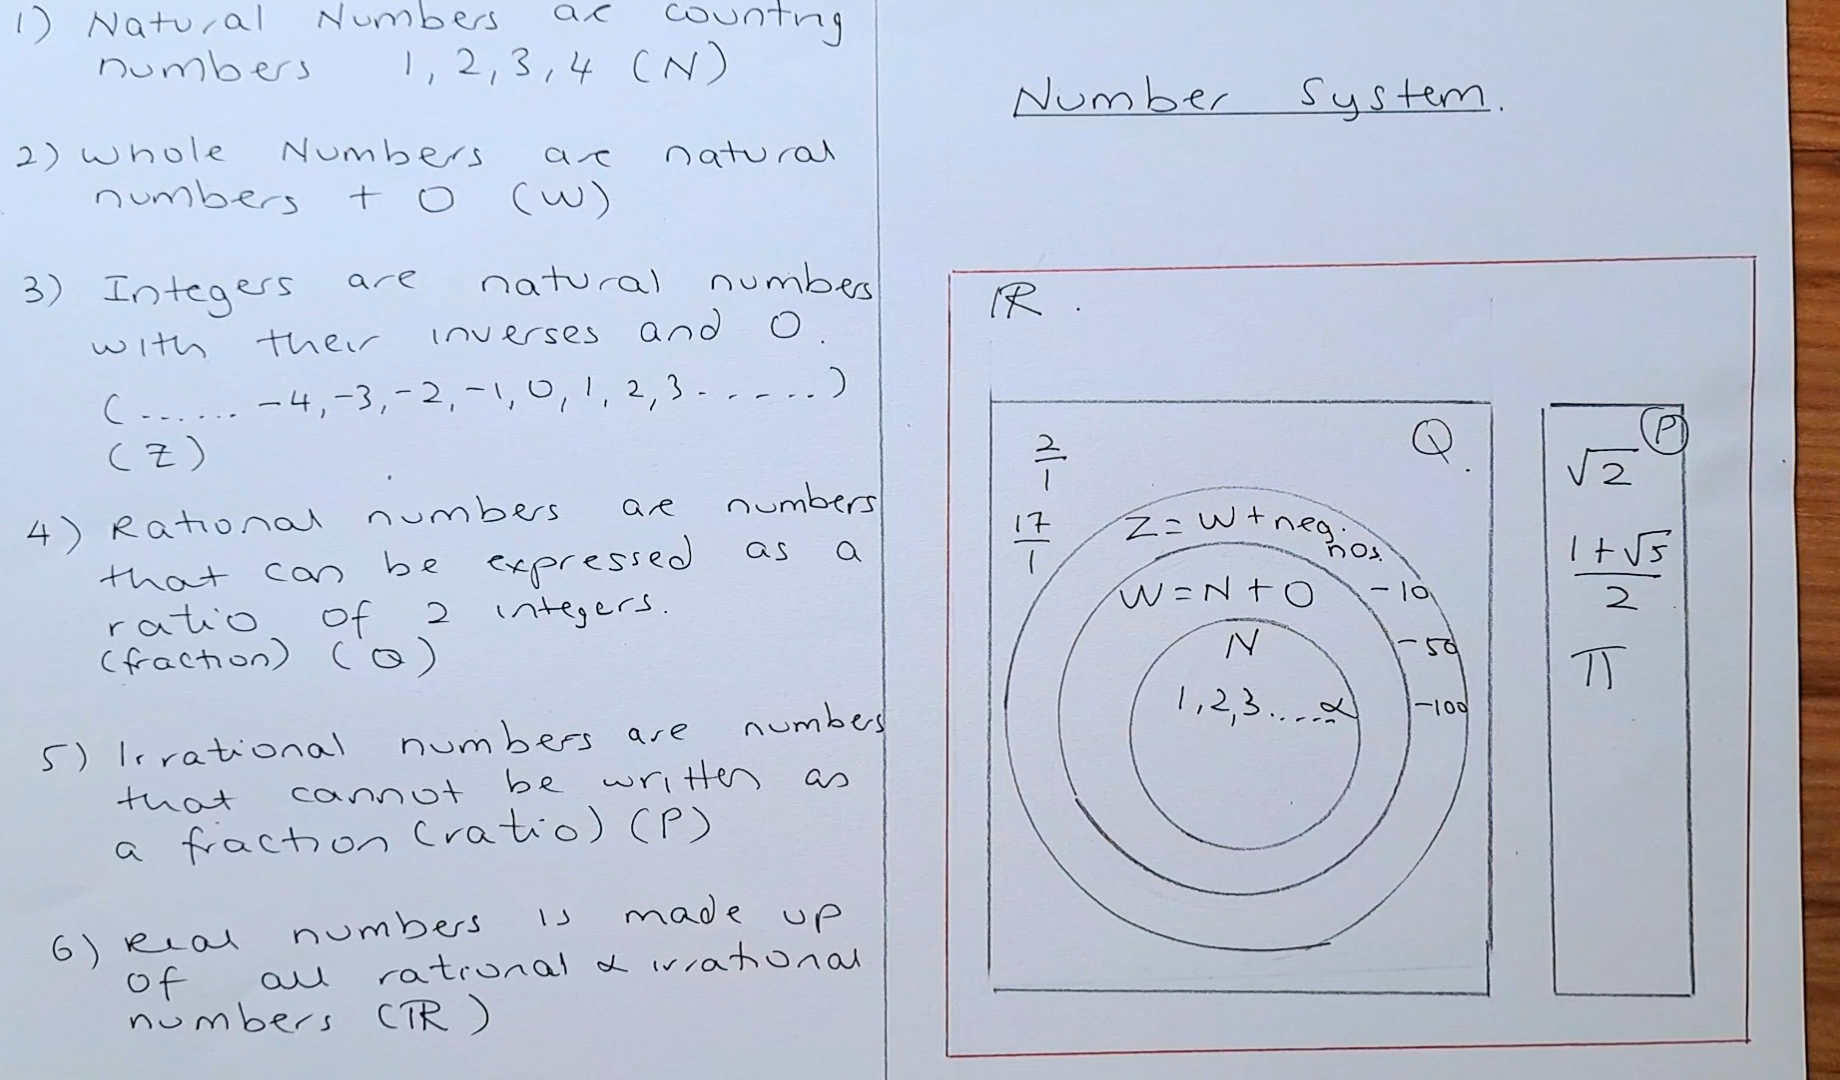 1) Natural Numbers are counting
numbers 1, 2, 3, 4 (N)
2) Whole Numbers are natural
numbers + 0 (W)
3) Integers are natural numbers
with their inverses and 0.
(...... -4, -3, -2, -1, 0, 1, 2, 3 - . - - . .)
(Z)
4) Rational numbers are numbers
that can be expressed as a
ratio of 2 integers.
(fraction) (Q)
5) Irrational numbers are numbers
that cannot be written as
a fraction (ratio) (P)
6) Real numbers is made up
of all rational & irrational
numbers (ℝ)
Number System.
ℝ.
Q.
2/1
17/1
Z = W + neg.
nos.
W = N + 0
-10
N
-50
1, 2, 3.....∝
-100
P
√2
1+√5/2
π